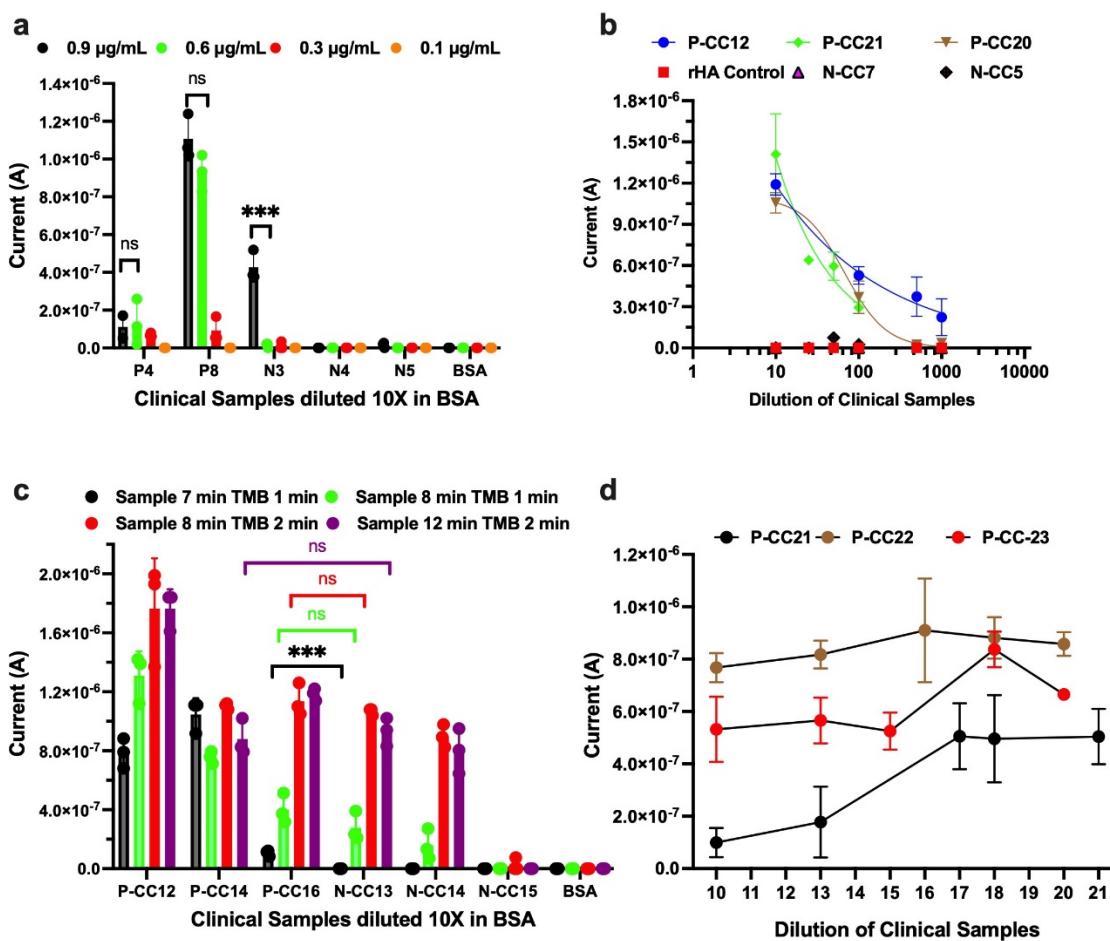 a
0.9 µg/mL 0.6 µg/mL 0.3 µg/mL 0.1 µg/mL
1.4×10⁻⁶
1.2×10⁻⁶
1.0×10⁻⁶
8.0×10⁻⁷
6.0×10⁻⁷
4.0×10⁻⁷
2.0×10⁻⁷
0.0
Current (A)
ns
ns
***
P4 P8 N3 N4 N5 BSA
Clinical Samples diluted 10X in BSA
b
P-CC12 P-CC21 P-CC20
rHA Control N-CC7 N-CC5
1.8×10⁻⁶
1.5×10⁻⁶
1.2×10⁻⁶
9.0×10⁻⁷
6.0×10⁻⁷
3.0×10⁻⁷
0.0
Current (A)
1 10 100 1000 10000
Dilution of Clinical Samples
c
Sample 7 min TMB 1 min Sample 8 min TMB 1 min
Sample 8 min TMB 2 min Sample 12 min TMB 2 min
2.0×10⁻⁶
1.6×10⁻⁶
1.2×10⁻⁶
8.0×10⁻⁷
4.0×10⁻⁷
0.0
Current (A)
ns
ns
ns
***
P-CC12 P-CC14 P-CC16 N-CC13 N-CC14 N-CC15 BSA
Clinical Samples diluted 10X in BSA
d
P-CC21 P-CC22 P-CC-23
1.2×10⁻⁶
1.0×10⁻⁶
8.0×10⁻⁷
6.0×10⁻⁷
4.0×10⁻⁷
2.0×10⁻⁷
0.0
Current (A)
10 11 12 13 14 15 16 17 18 19 20 21
Dilution of Clinical Samples